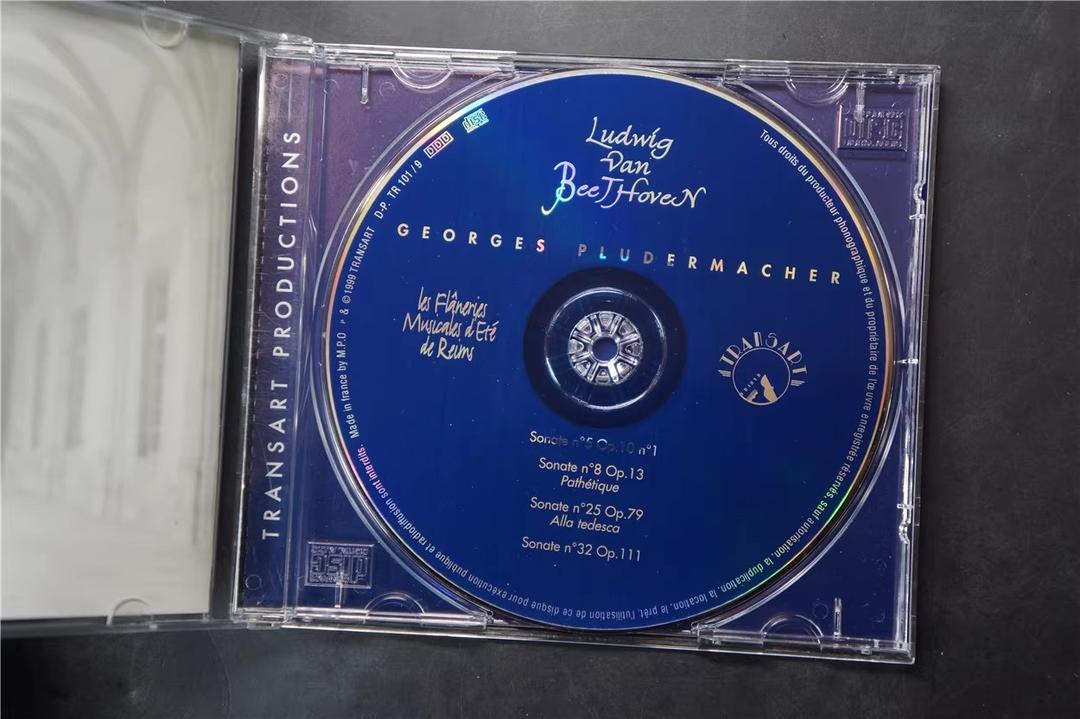 TRANSART PRODUCTIONS
Ludwig
Van
BeeTHoveN
GEORGES PLUDERMACHER
les Flâneries
Musicales d'Eté
de Reims
TRANSART
Sonate n°5 Op.10 n°1
Sonate n°8 Op.13
Pathétique
Sonate n°25 Op.79
Alla tedesca
Sonate n°32 Op.111
Made in france by M.P.O P & © 1999 TRANSART D-P. TR 101 / 9 DDD
Tous droits du producteur phonographique et du propriétaire de l'œuvre enregistrée réservés, sauf autorisation, la duplication, la location, le prêt, l'utilisation de ce disque pour exécution publique et radiodiffusion sont interdits.